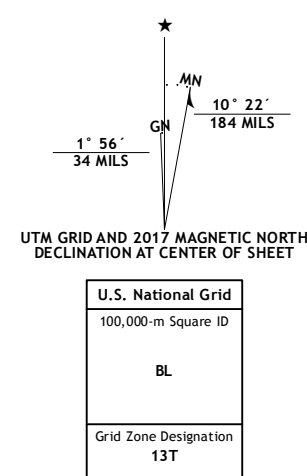 MN
GN
10° 22´
184 MILS
1° 56´
34 MILS
UTM GRID AND 2017 MAGNETIC NORTH
DECLINATION AT CENTER OF SHEET
U.S. National Grid
100,000-m Square ID
BL
Grid Zone Designation
13T